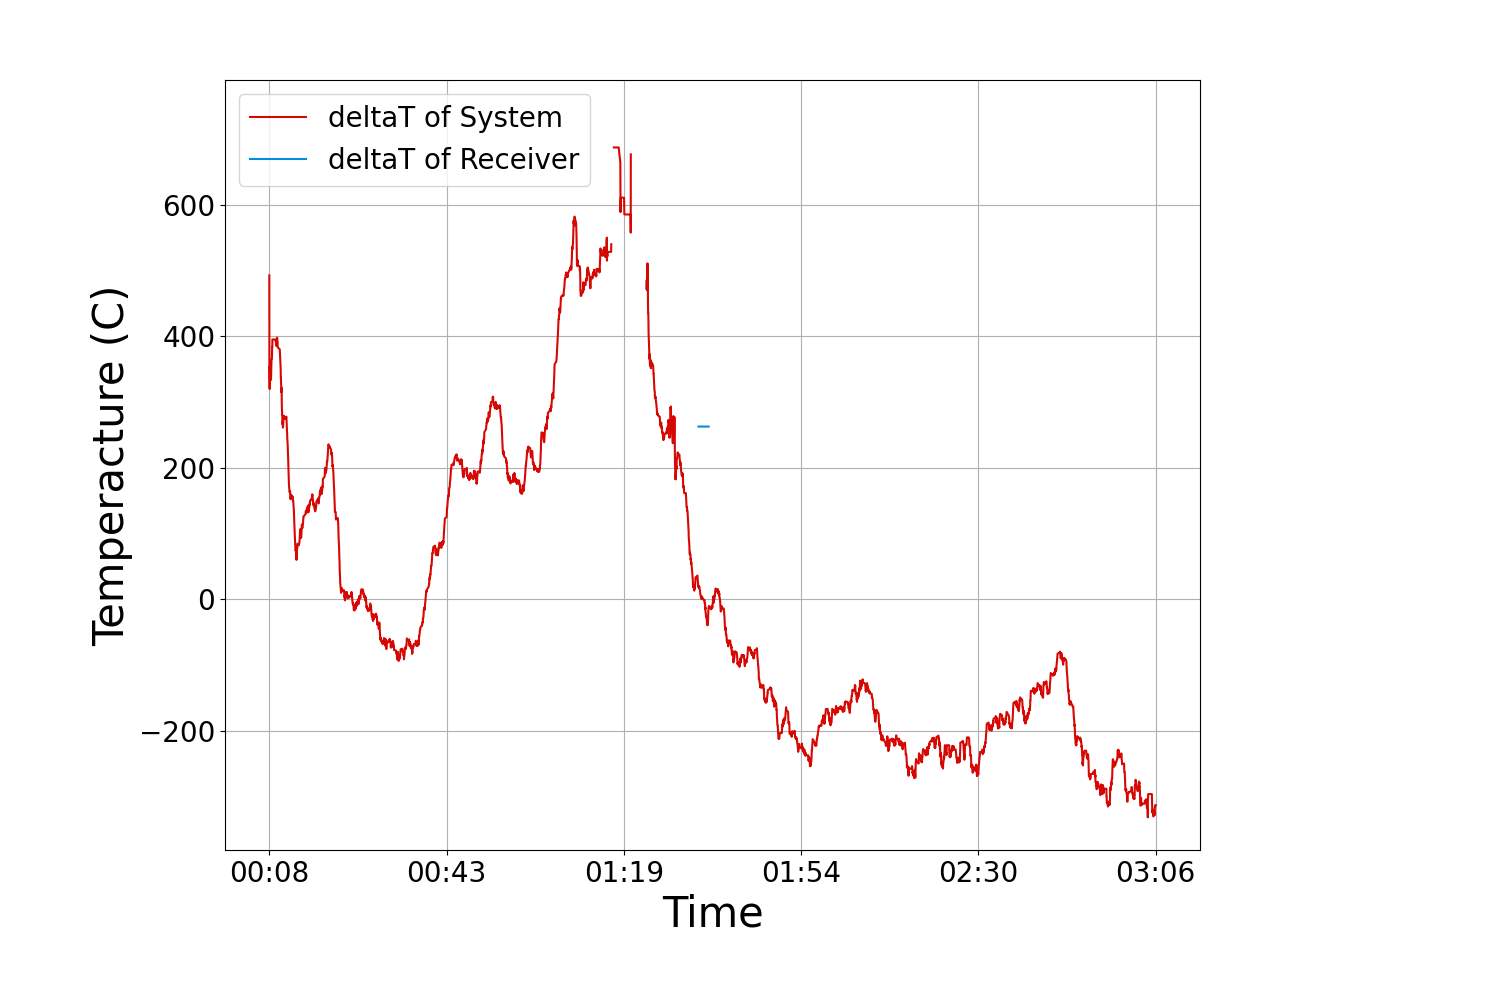 deltaT of System
deltaT of Receiver
600
400
200
0
−200
Temperacture (C)
00:08 00:43 01:19 01:54 02:30 03:06
Time